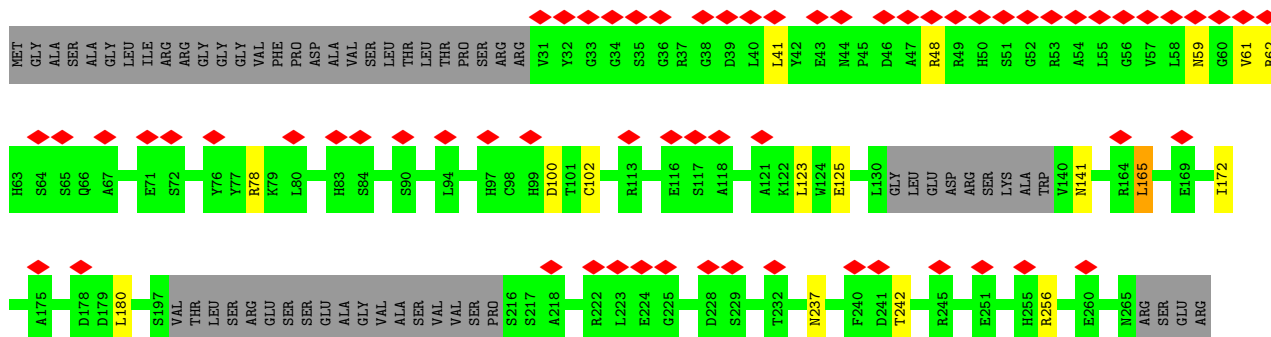 MET GLY ALA SER ALA GLY LEU ILE ARG ARG GLY GLY GLY VAL PHE PRO ASP ALA VAL SER LEU THR LEU THR PRO SER ARG ARG V31 Y32 G33 G34 S35 G36 R37 G38 D39 L40 L41 Y42 E43 N44 P45 D46 A47 R48 R49 H50 S51 G52 R53 A54 L55 G56 V57 L58 N59 G60 V61 R62
H63 S64 S65 Q66 A67 E71 S72 Y76 Y77 R78 K79 L80 H83 S84 S90 L94 H97 C98 H99 D100 T101 C102 R113 E116 S117 A118 A121 K122 L123 W124 E125 L130 GLY LEU GLU ASP ARG SER LYS ALA TRP V140 N141 R164 L165 E169 I172
A175 D178 D179 L180 S197 VAL THR LEU SER ARG GLU SER SER GLU ALA GLY VAL ALA SER VAL VAL SER PRO S216 S217 A218 R222 L223 E224 G225 D228 S229 T232 N237 F240 D241 T242 R245 E251 H255 R256 E260 N265 ARG SER GLU ARG